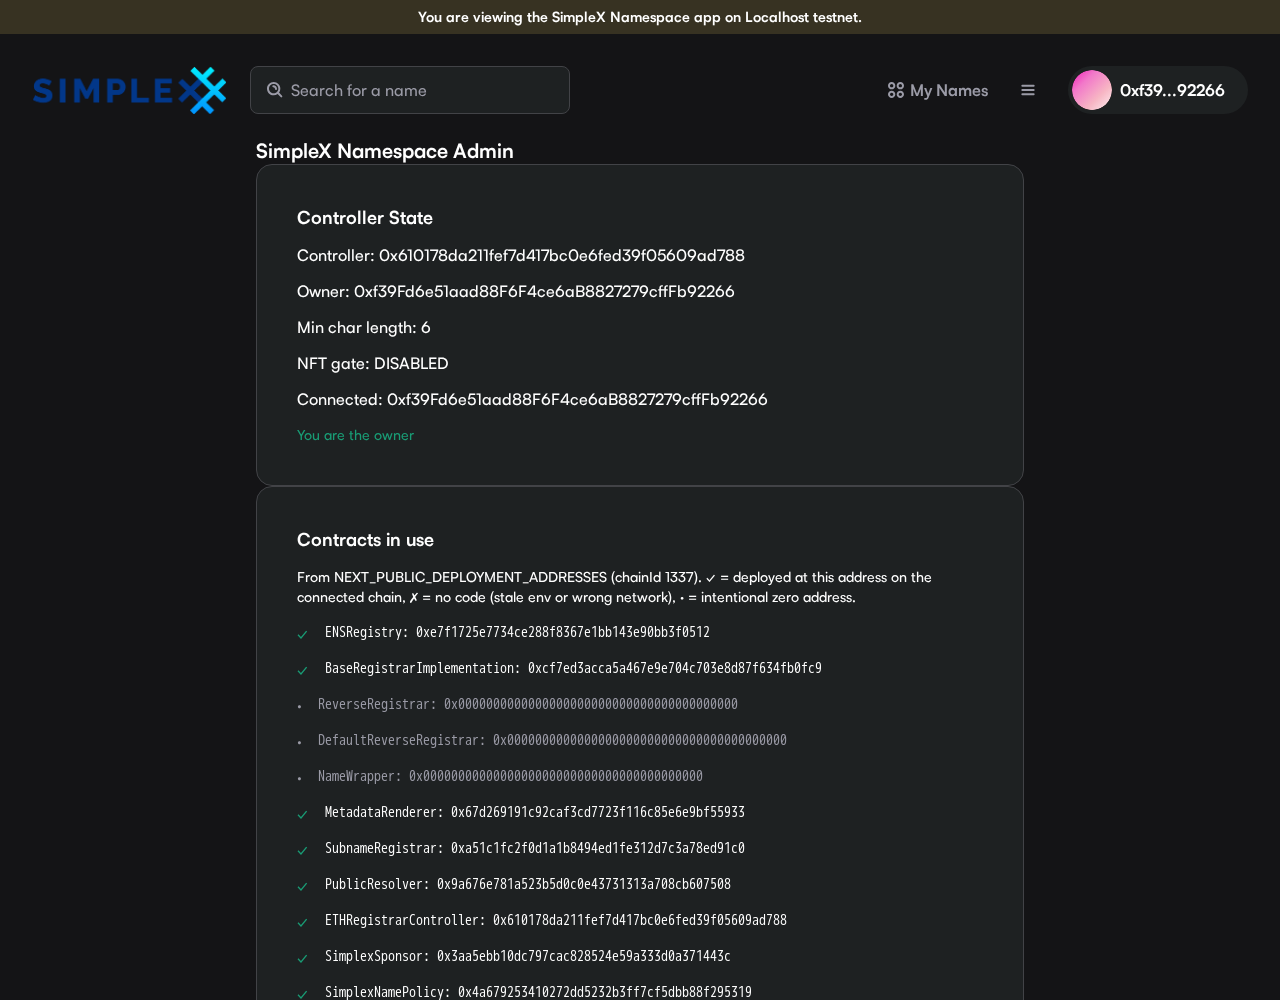 You are viewing the SimpleX Namespace app on Localhost testnet.
SIMPLEX
Search for a name
My Names
0xf39...92266
SimpleX Namespace Admin
Controller State
Controller: 0x610178da211fef7d417bc0e6fed39f05609ad788
Owner: 0xf39Fd6e51aad88F6F4ce6aB8827279cffFb92266
Min char length: 6
NFT gate: DISABLED
Connected: 0xf39Fd6e51aad88F6F4ce6aB8827279cffFb92266
You are the owner
Contracts in use
From NEXT_PUBLIC_DEPLOYMENT_ADDRESSES (chainId 1337). ✓ = deployed at this address on the
connected chain, ✗ = no code (stale env or wrong network), · = intentional zero address.
✓ ENSRegistry: 0xe7f1725e7734ce288f8367e1bb143e90bb3f0512
✓ BaseRegistrarImplementation: 0xcf7ed3acca5a467e9e704c703e8d87f634fb0fc9
· ReverseRegistrar: 0x0000000000000000000000000000000000000000
· DefaultReverseRegistrar: 0x0000000000000000000000000000000000000000
· NameWrapper: 0x0000000000000000000000000000000000000000
✓ MetadataRenderer: 0x67d269191c92caf3cd7723f116c85e6e9bf55933
✓ SubnameRegistrar: 0xa51c1fc2f0d1a1b8494ed1fe312d7c3a78ed91c0
✓ PublicResolver: 0x9a676e781a523b5d0c0e43731313a708cb607508
✓ ETHRegistrarController: 0x610178da211fef7d417bc0e6fed39f05609ad788
✓ SimplexSponsor: 0x3aa5ebb10dc797cac828524e59a333d0a371443c
✓ SimplexNamePolicy: 0x4a679253410272dd5232b3ff7cf5dbb88f295319